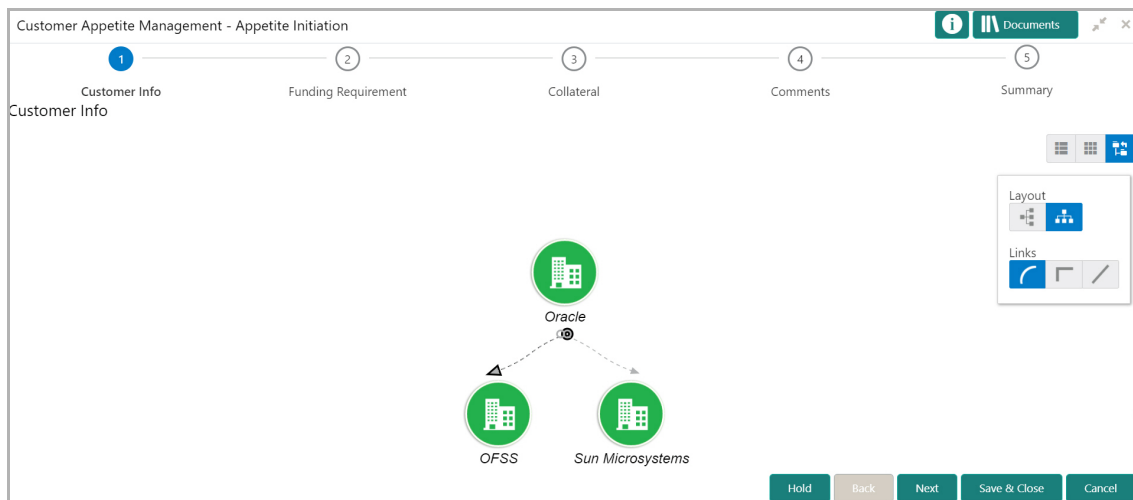 Customer Appetite Management - Appetite Initiation
i Documents
1 2 3 4 5
Customer Info Funding Requirement Collateral Comments Summary
Customer Info
Layout
Links
Oracle
OFSS Sun Microsystems
Hold Back Next Save & Close Cancel